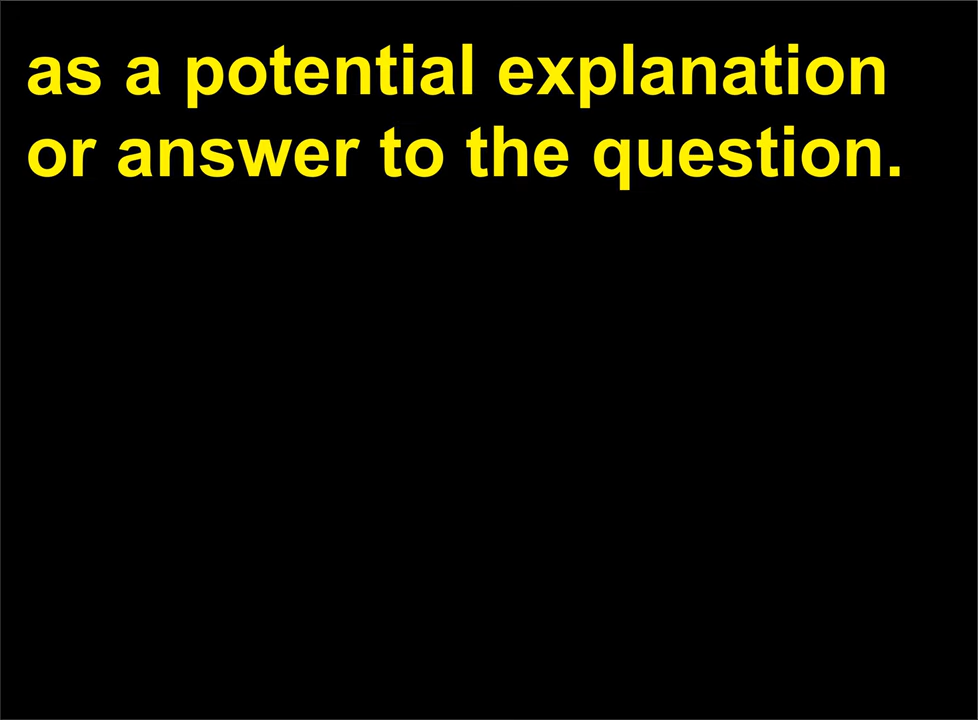 as a potential explanation
or answer to the question.